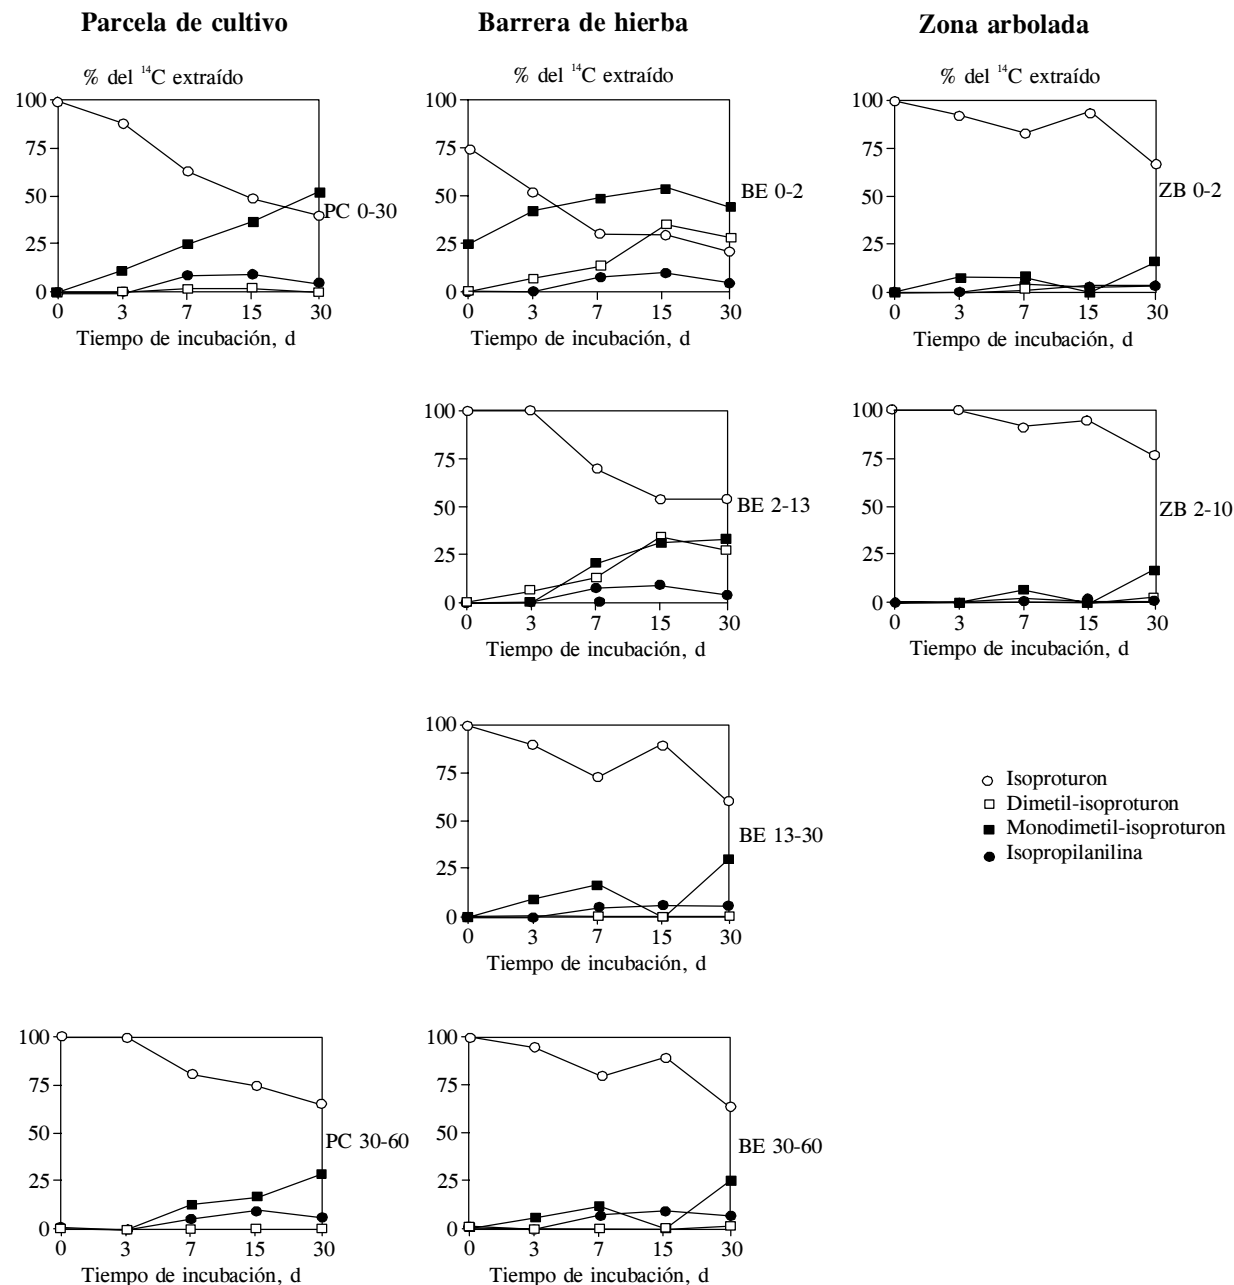 Parcela de cultivo
Barrera de hierba
Zona arbolada
% del ¹⁴C extraído
% del ¹⁴C extraído
% del ¹⁴C extraído
100
75
50
25
0
PC 0-30
0 3 7 15 30
Tiempo de incubación, d
100
75
50
25
0
BE 0-2
0 3 7 15 30
Tiempo de incubación, d
100
75
50
25
0
ZB 0-2
0 3 7 15 30
Tiempo de incubación, d
100
75
50
25
0
BE 2-13
0 3 7 15 30
Tiempo de incubación, d
100
75
50
25
0
ZB 2-10
0 3 7 15 30
Tiempo de incubación, d
100
75
50
25
0
BE 13-30
0 3 7 15 30
Tiempo de incubación, d
Isoproturon
Dimetil-isoproturon
Monodimetil-isoproturon
Isopropilanilina
100
75
50
25
0
PC 30-60
0 3 7 15 30
Tiempo de incubación, d
100
75
50
25
0
BE 30-60
0 3 7 15 30
Tiempo de incubación, d